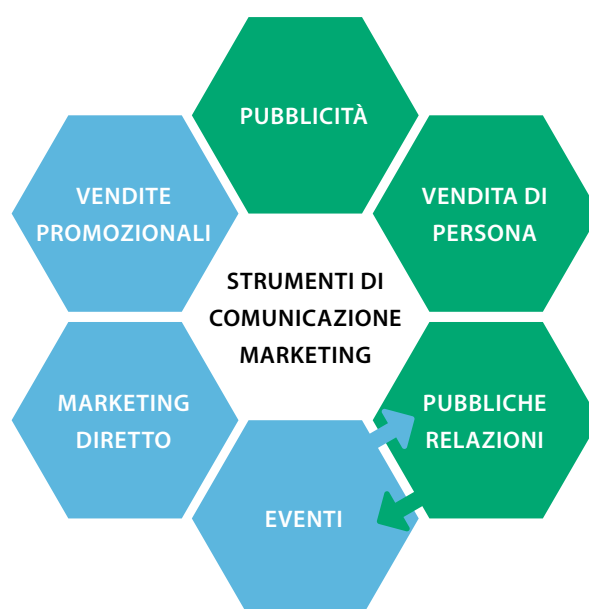 PUBBLICITÀ
VENDITE
PROMOZIONALI
VENDITA DI
PERSONA
STRUMENTI DI
COMUNICAZIONE
MARKETING
MARKETING
DIRETTO
PUBBLICHE
RELAZIONI
EVENTI